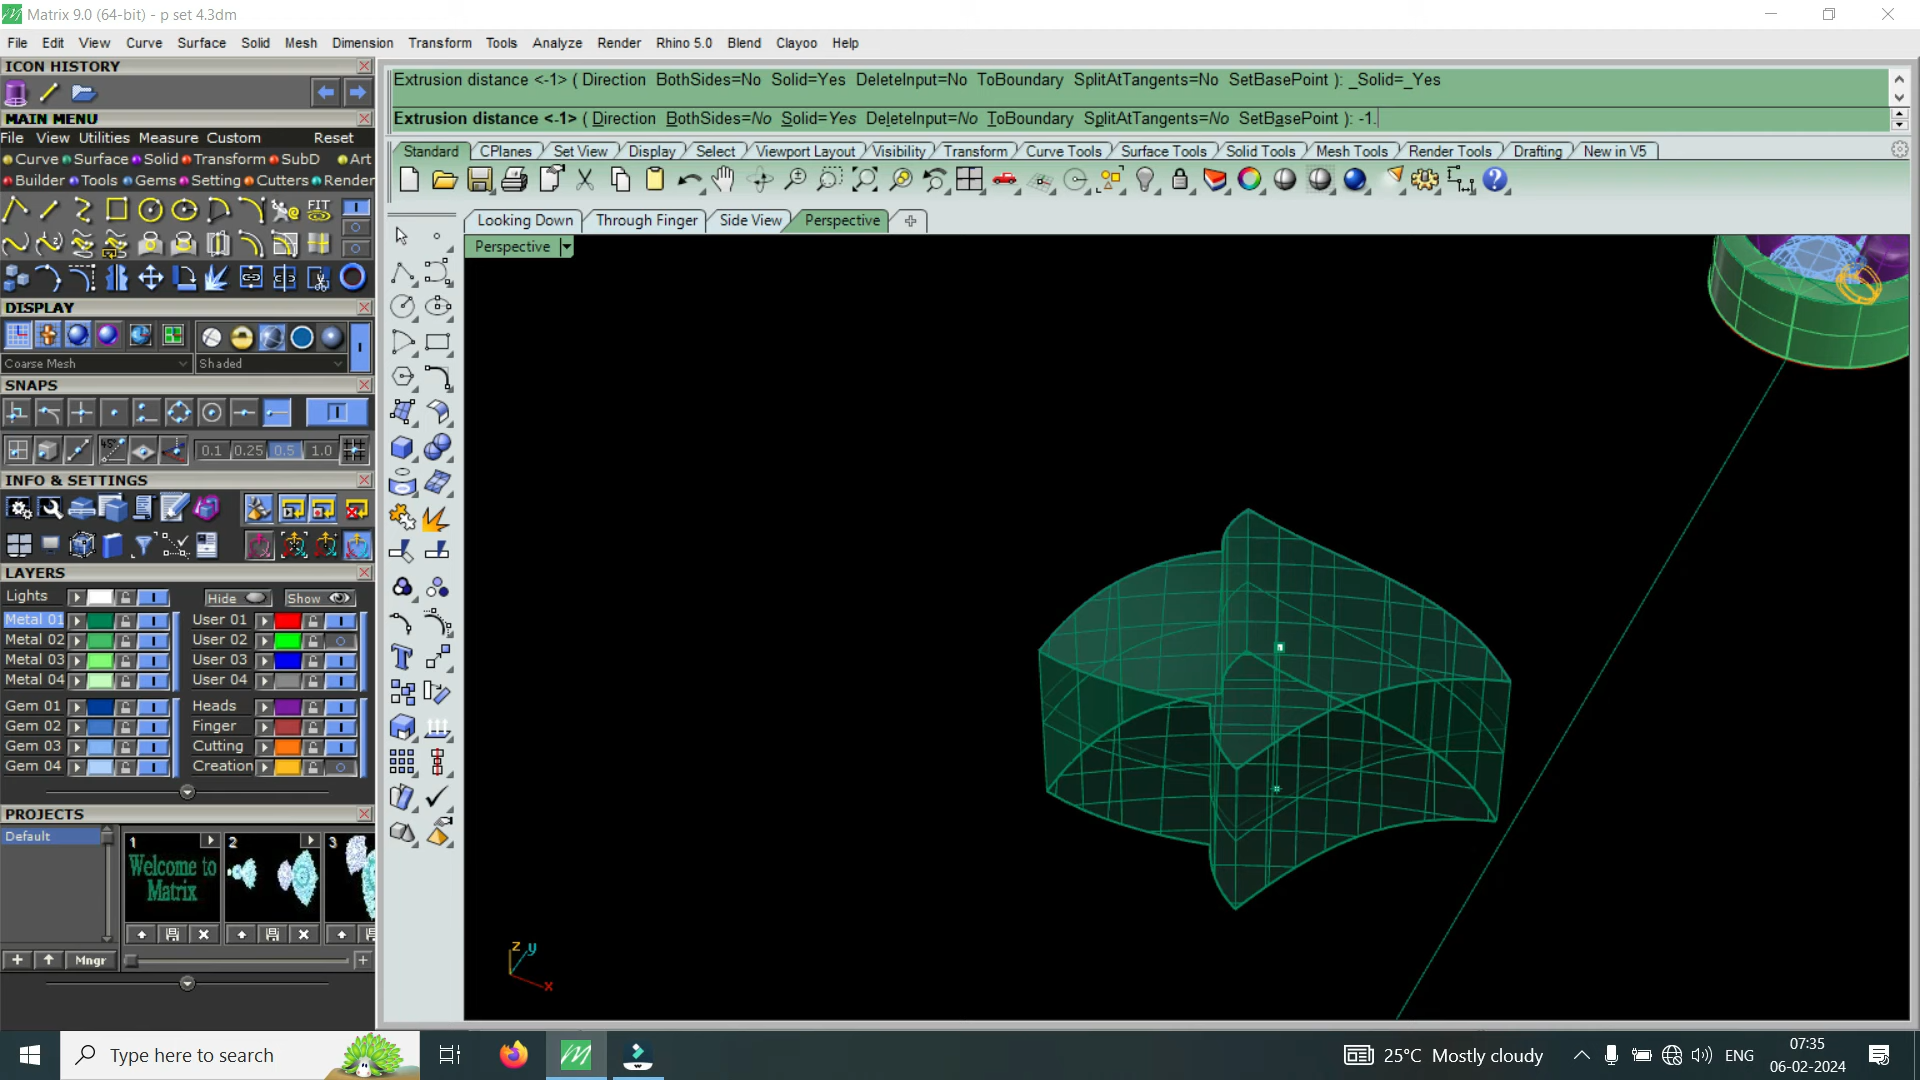 Matrix 9.0 (64-bit) - p set 4.3dm
File Edit View Curve Surface Solid Mesh Dimension Transform Tools Analyze Render Rhino 5.0 Blend Clayoo Help
ICON HISTORY
MAIN MENU
File View Utilities Measure Custom Reset
Curve Surface Solid Transform SubD Art
Builder Tools Gems Setting Cutters Render
FIT
DISPLAY
Coarse Mesh Shaded
SNAPS
0.1 0.25 0.5 1.0
INFO & SETTINGS
LAYERS
Lights Hide Show
Metal 01 User 01
Metal 02 User 02
Metal 03 User 03
Metal 04 User 04
Gem 01 Heads
Gem 02 Finger
Gem 03 Cutting
Gem 04 Creation
PROJECTS
Default
1 2 3
Welcome to
Matrix
Mngr
Extrusion distance <-1> ( Direction BothSides=No Solid=Yes DeleteInput=No ToBoundary SplitAtTangents=No SetBasePoint ): _Solid=_Yes
Extrusion distance <-1> ( Direction BothSides=No Solid=Yes DeleteInput=No ToBoundary SplitAtTangents=No SetBasePoint ): -1.
Standard CPlanes Set View Display Select Viewport Layout Visibility Transform Curve Tools Surface Tools Solid Tools Mesh Tools Render Tools Drafting New in V5
Looking Down Through Finger Side View Perspective
Perspective
z y
x
Type here to search
25°C Mostly cloudy
ENG
07:35
06-02-2024